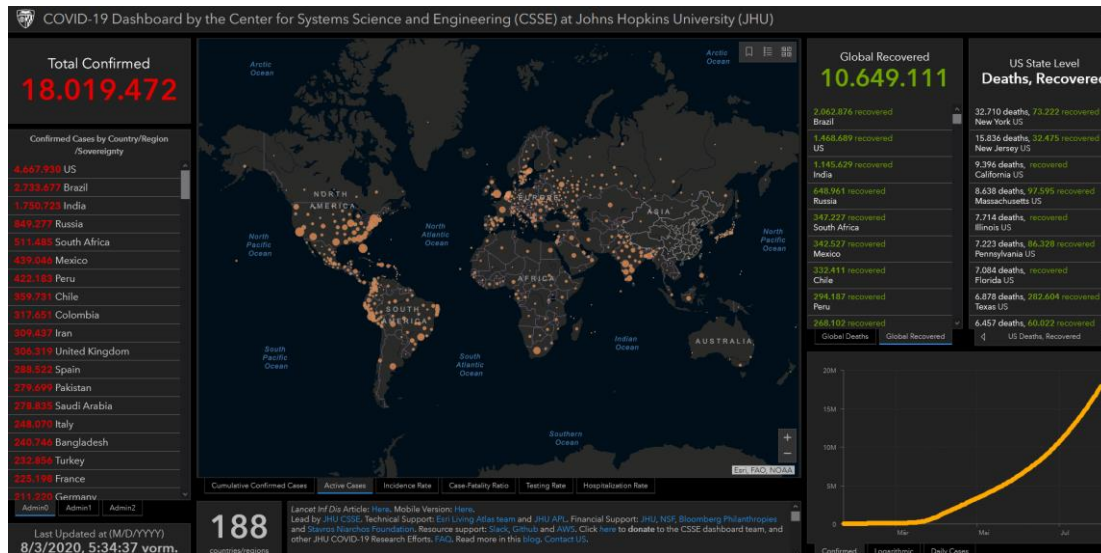 COVID-19 Dashboard by the Center for Systems Science and Engineering (CSSE) at Johns Hopkins University (JHU)
Total Confirmed
18.019.472
Confirmed Cases by Country/Region
/Sovereignty
4.667.930 US
2.733.677 Brazil
1.750.723 India
849.277 Russia
511.485 South Africa
439.046 Mexico
422.183 Peru
359.731 Chile
317.651 Colombia
309.437 Iran
306.319 United Kingdom
288.522 Spain
279.699 Pakistan
278.835 Saudi Arabia
248.070 Italy
240.746 Bangladesh
232.856 Turkey
225.198 France
211.220 Germany
Admin0 Admin1 Admin2
Last Updated at (M/D/YYYY)
8/3/2020, 5:34:37 vorm.
Arctic
Ocean
Arctic
Ocean
NORTH
AMERICA
EUROPE
ASIA
North
Pacific
Ocean
North
Atlantic
Ocean
North
Pacific
Ocean
AFRICA
SOUTH
AMERICA
Indian
Ocean
AUSTRALIA
South
Pacific
Ocean
South
Atlantic
Ocean
Southern
Ocean
+
−
Esri, FAO, NOAA
Cumulative Confirmed Cases Active Cases Incidence Rate Case-Fatality Ratio Testing Rate Hospitalization Rate
188
countries/regions
Lancet Inf Dis Article: Here. Mobile Version: Here.
Lead by JHU CSSE. Technical Support: Esri Living Atlas team and JHU APL. Financial Support: JHU, NSF, Bloomberg Philanthropies
and Stavros Niarchos Foundation. Resource support: Slack, Github and AWS. Click here to donate to the CSSE dashboard team, and
other JHU COVID-19 Research Efforts. FAQ. Read more in this blog. Contact US.
Global Recovered
10.649.111
2.062.876 recovered
Brazil
1.468.689 recovered
US
1.145.629 recovered
India
648.961 recovered
Russia
347.227 recovered
South Africa
342.527 recovered
Mexico
332.411 recovered
Chile
294.187 recovered
Peru
268.102 recovered
Global Deaths Global Recovered
US State Level
Deaths, Recovered
32.710 deaths, 73.222 recovered
New York US
15.836 deaths, 32.475 recovered
New Jersey US
9.396 deaths, recovered
California US
8.638 deaths, 97.595 recovered
Massachusetts US
7.714 deaths, recovered
Illinois US
7.223 deaths, 86.328 recovered
Pennsylvania US
7.084 deaths, recovered
Florida US
6.878 deaths, 282.604 recovered
Texas US
6.457 deaths, 60.022 recovered
US Deaths, Recovered
20M
15M
10M
5M
0
Mär Mai Jul
Confirmed Logarithmic Daily Cases